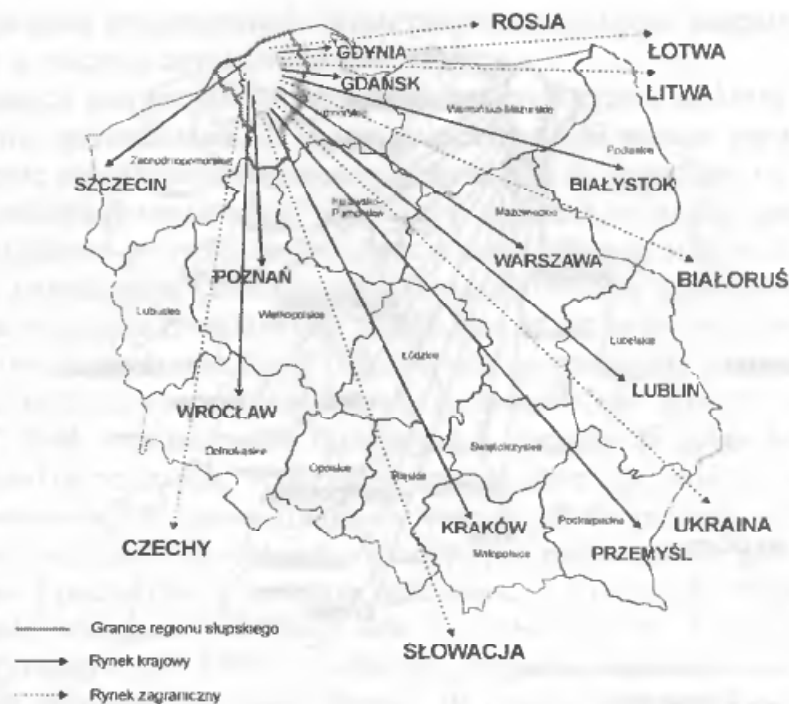 ROSJA
GDYNIA
ŁOTWA
GDAŃSK
LITWA
Warmińsko-Mazurskie
Podlaskie
Zachodniopomorskie
SZCZECIN
BIAŁYSTOK
Kujawsko-
Pomorskie
Mazowieckie
WARSZAWA
POZNAŃ
BIAŁORUŚ
Lubuskie
Wielkopolskie
Łódzkie
Lubelskie
LUBLIN
WROCŁAW
Dolnośląskie
Świętokrzyskie
Opolskie
Śląskie
UKRAINA
KRAKÓW
Podkarpackie
CZECHY
Małopolskie
PRZEMYŚL
Granice regionu słupskiego
SŁOWACJA
Rynek krajowy
Rynek zagraniczny